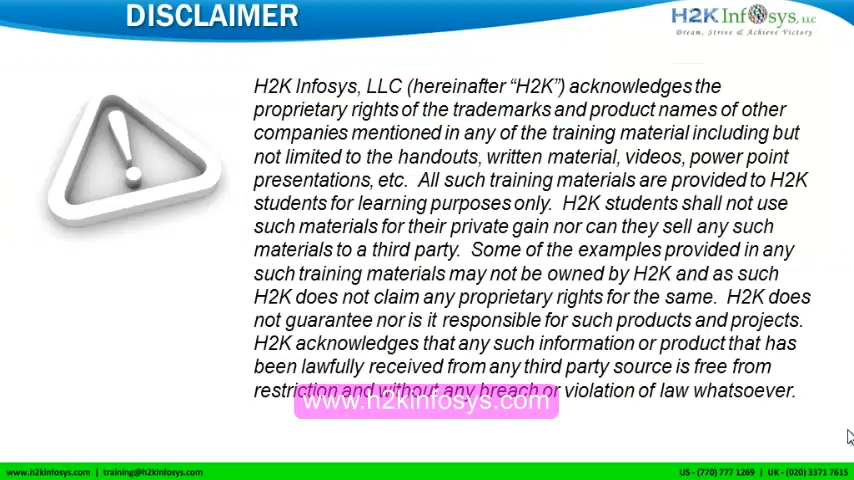 DISCLAIMER
H2K Infosys, LLC
Dream, Strive & Achieve Victory
H2K Infosys, LLC (hereinafter “H2K”) acknowledges the
proprietary rights of the trademarks and product names of other
companies mentioned in any of the training material including but
not limited to the handouts, written material, videos, power point
presentations, etc.  All such training materials are provided to H2K
students for learning purposes only.  H2K students shall not use
such materials for their private gain nor can they sell any such
materials to a third party.  Some of the examples provided in any
such training materials may not be owned by H2K and as such
H2K does not claim any proprietary rights for the same.  H2K does
not guarantee nor is it responsible for such products and projects.
H2K acknowledges that any such information or product that has
been lawfully received from any third party source is free from
restriction and without any breach or violation of law whatsoever.
www.h2kinfosys.com
www.h2kinfosys.com | training@h2kinfosys.com
US - (770) 777 1269 | UK - (020) 3371 7615